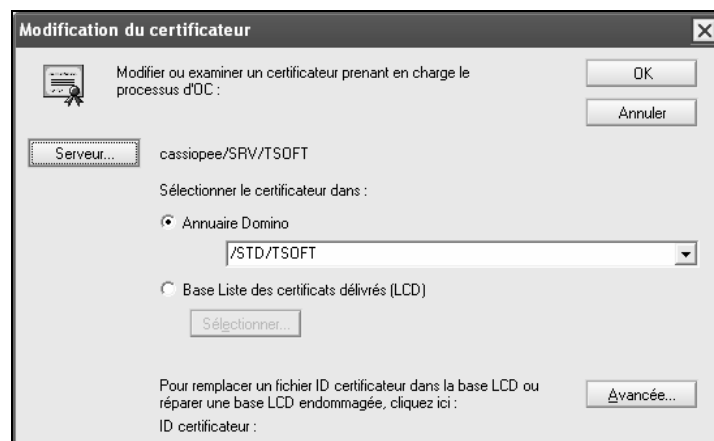 Modification du certificateur
Modifier ou examiner un certificateur prenant en charge le
processus d'OC :
OK
Annuler
Serveur...
cassiopee/SRV/TSOFT
Sélectionner le certificateur dans :
Annuaire Domino
/STD/TSOFT
Base Liste des certificats délivrés (LCD)
Sélectionner...
Pour remplacer un fichier ID certificateur dans la base LCD ou
réparer une base LCD endommagée, cliquez ici :
Avancée...
ID certificateur :